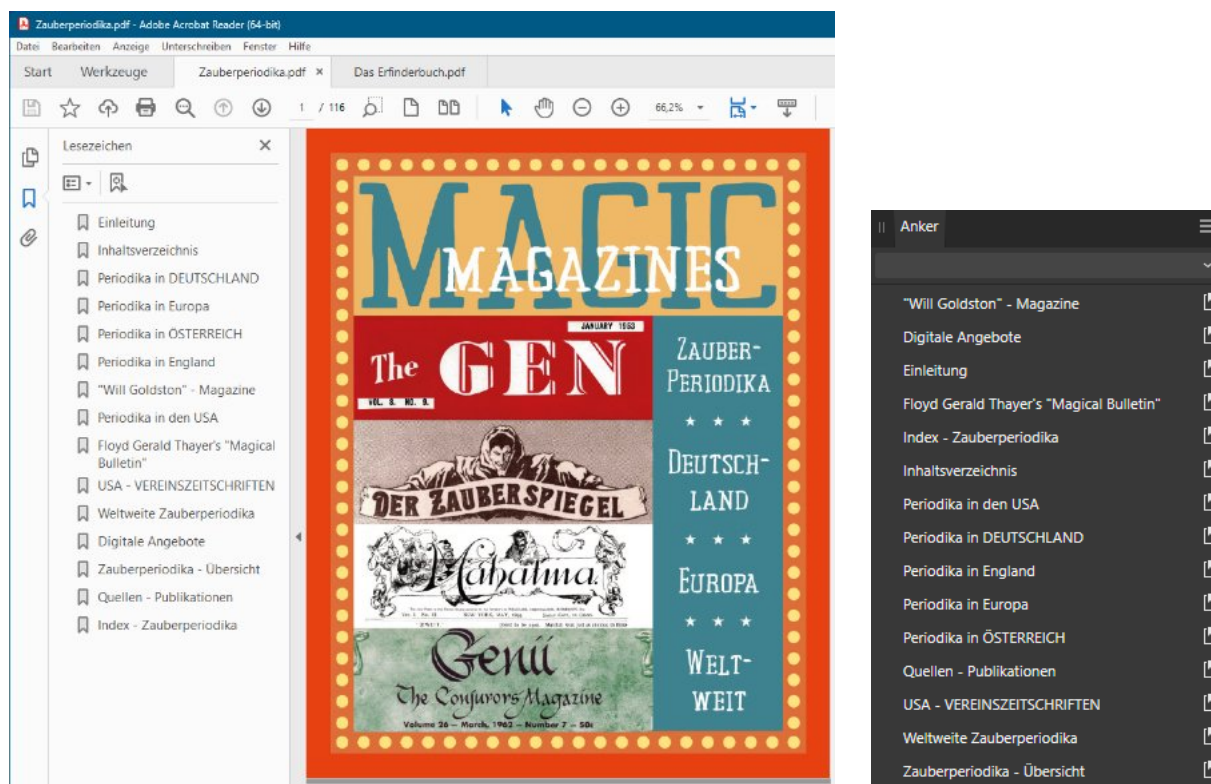 Zauberperiodika.pdf - Adobe Acrobat Reader (64-bit)
Datei Bearbeiten Anzeige Unterschreiben Fenster Hilfe
Start Werkzeuge Zauberperiodika.pdf × Das Erfinderbuch.pdf
1 / 116 66,2%
Lesezeichen
Einleitung
Inhaltsverzeichnis
Periodika in DEUTSCHLAND
Periodika in Europa
Periodika in ÖSTERREICH
Periodika in England
"Will Goldston" - Magazine
Periodika in den USA
Floyd Gerald Thayer's "Magical
Bulletin"
USA - VEREINSZEITSCHRIFTEN
Weltweite Zauberperiodika
Digitale Angebote
Zauberperiodika - Übersicht
Quellen - Publikationen
Index - Zauberperiodika
MAGIC
MAGAZINES
JANUARY 1963
The GEN
VOL. 8. NO. 9.
DER ZAUBERSPIEGEL
Mahatma.
Genii
The Conjurors Magazine
Volume 26 — March, 1962 — Number 7 — 50¢
ZAUBER-
PERIODIKA
★ ★ ★
DEUTSCH-
LAND
★ ★ ★
EUROPA
★ ★ ★
WELT-
WEIT
Anker
"Will Goldston" - Magazine
Digitale Angebote
Einleitung
Floyd Gerald Thayer's "Magical Bulletin"
Index - Zauberperiodika
Inhaltsverzeichnis
Periodika in den USA
Periodika in DEUTSCHLAND
Periodika in England
Periodika in Europa
Periodika in ÖSTERREICH
Quellen - Publikationen
USA - VEREINSZEITSCHRIFTEN
Weltweite Zauberperiodika
Zauberperiodika - Übersicht